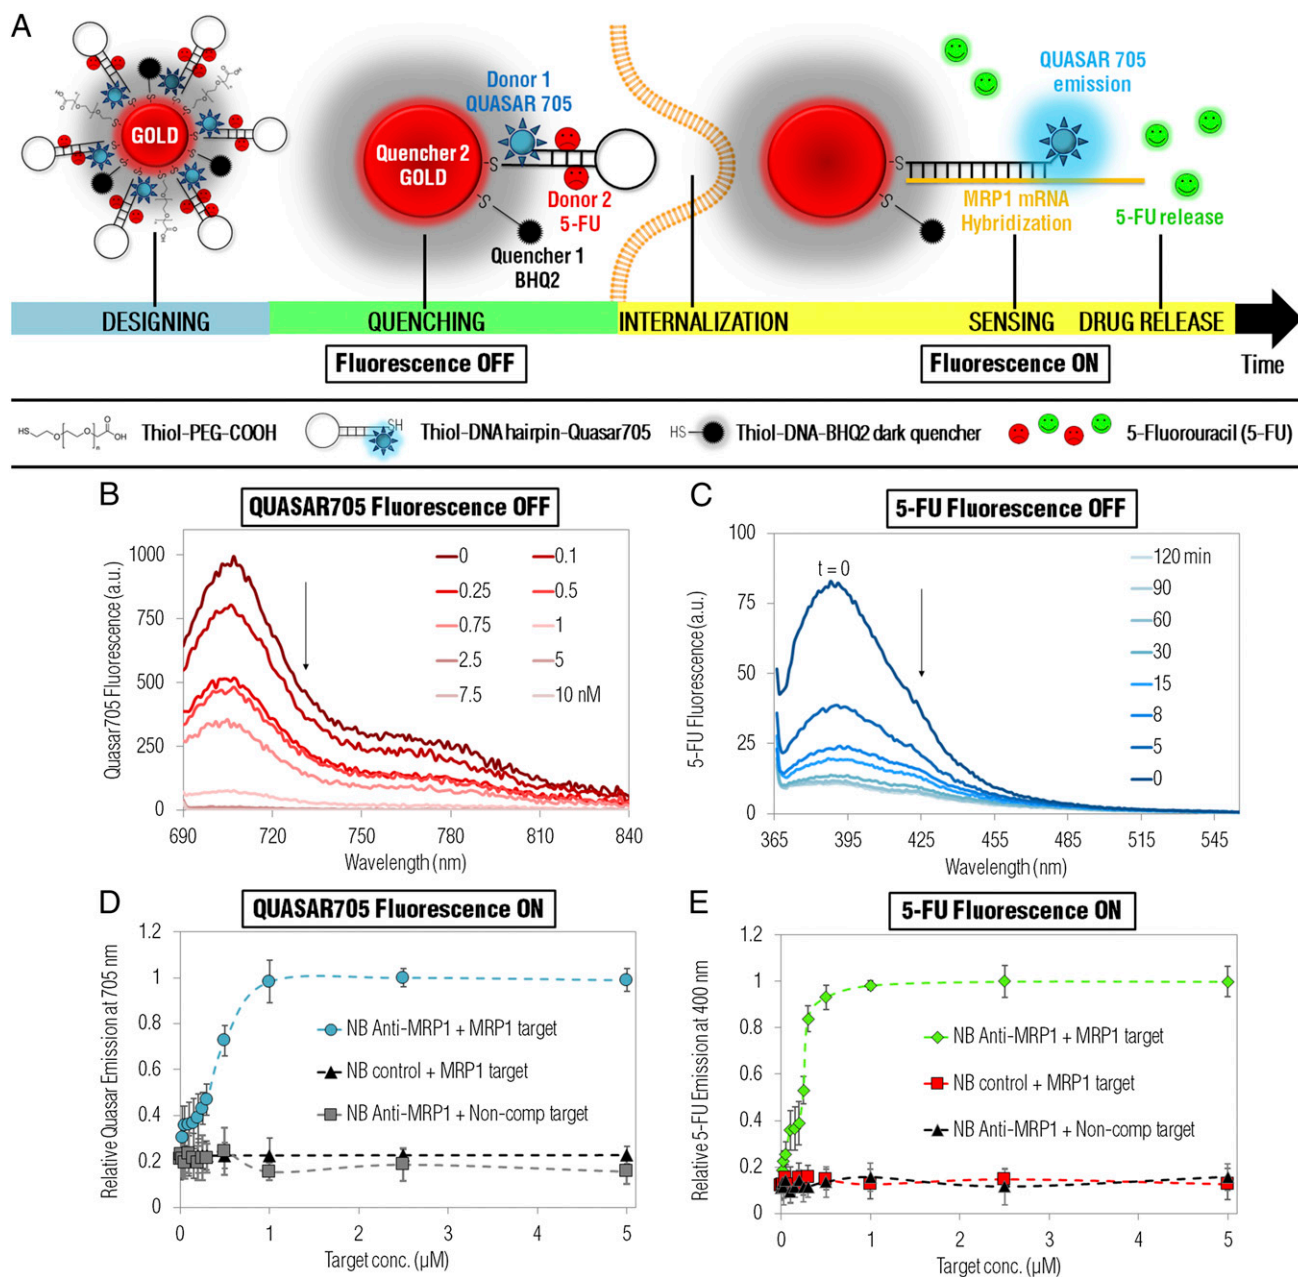 A
GOLD
Quencher 2
GOLD
Donor 1
QUASAR 705
Donor 2
5-FU
Quencher 1
BHQ2
S
S
S
S
QUASAR 705
emission
MRP1 mRNA
Hybridization
5-FU release
DESIGNING
QUENCHING
INTERNALIZATION
SENSING
DRUG RELEASE
Fluorescence OFF
Fluorescence ON
Time
HS
O
O
n
O
OH
Thiol-PEG-COOH
SH
Thiol-DNA hairpin-Quasar705
HS
Thiol-DNA-BHQ2 dark quencher
5-Fluorouracil (5-FU)
B
QUASAR705 Fluorescence OFF
Quasar 705 Fluorescence (a.u.)
1000
750
500
250
0
0
0.1
0.25
0.5
0.75
1
2.5
5
7.5
10 nM
690
720
750
780
810
840
Wavelength (nm)
C
5-FU Fluorescence OFF
5-FU Fluorescence (a.u.)
100
75
50
25
0
t = 0
120 min
90
60
30
15
8
5
0
365
395
425
455
485
515
545
Wavelength (nm)
D
QUASAR705 Fluorescence ON
Relative Quasar Emission at 705 nm
1.2
1
0.8
0.6
0.4
0.2
0
NB Anti-MRP1 + MRP1 target
NB control + MRP1 target
NB Anti-MRP1 + Non-comp target
0
1
2
3
4
5
Target conc. (μM)
E
5-FU Fluorescence ON
Relative 5-FU Emission at 400 nm
1.2
1
0.8
0.6
0.4
0.2
0
NB Anti-MRP1 + MRP1 target
NB control + MRP1 target
NB Anti-MRP1 + Non-comp target
0
1
2
3
4
5
Target conc. (μM)